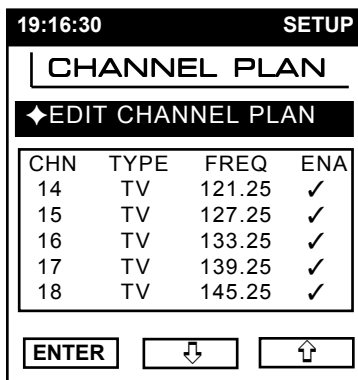 19:16:30 SETUP
CHANNEL PLAN
✦EDIT CHANNEL PLAN
CHN TYPE FREQ ENA
14 TV 121.25 ✓
15 TV 127.25 ✓
16 TV 133.25 ✓
17 TV 139.25 ✓
18 TV 145.25 ✓
ENTER